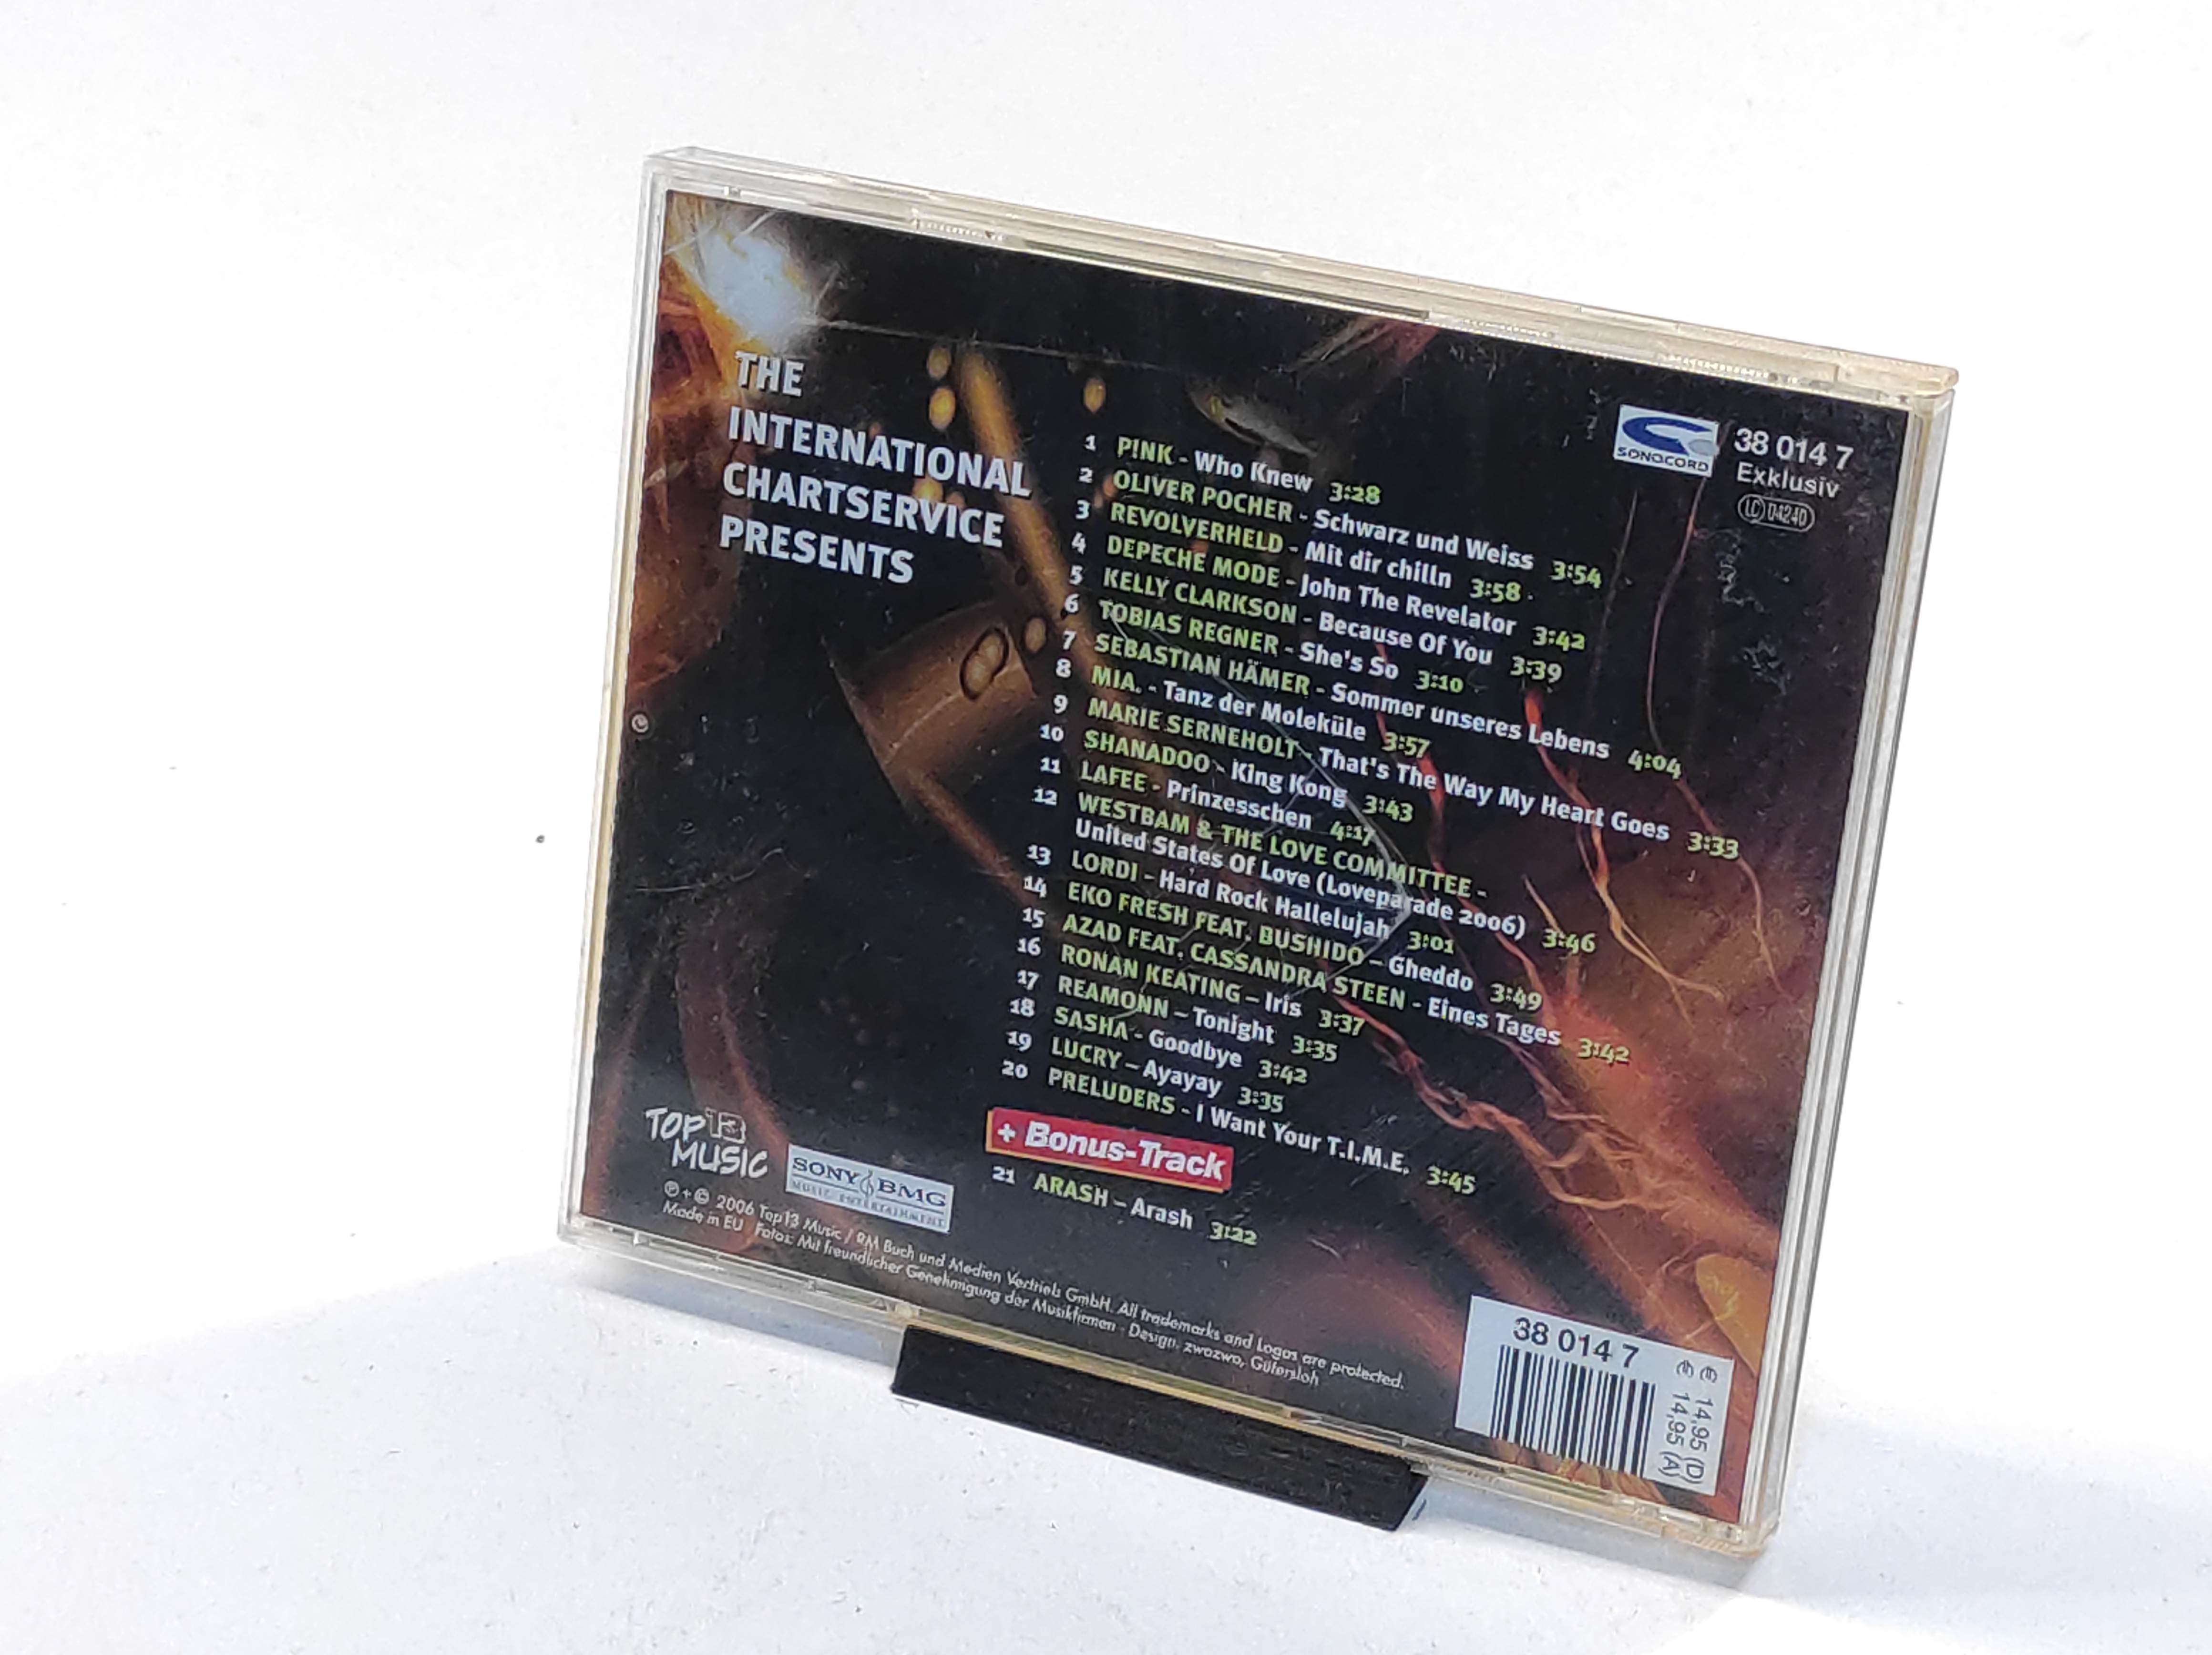 THE
INTERNATIONAL
CHARTSERVICE
PRESENTS
SONOCORD
38 014 7
Exklusiv
LC 04240
1 P!NK - Who Knew 3:28
2 OLIVER POCHER - Schwarz und Weiss 3:54
3 REVOLVERHELD - Mit dir chilln 3:58
4 DEPECHE MODE - John The Revelator 3:42
5 KELLY CLARKSON - Because Of You 3:39
6 TOBIAS REGNER - She's So 3:10
7 SEBASTIAN HÄMER - Sommer unseres Lebens 4:04
8 MIA. - Tanz der Moleküle 3:57
9 MARIE SERNEHOLT - That's The Way My Heart Goes 3:33
10 SHANADOO - King Kong 3:43
11 LAFEE - Prinzesschen 4:17
12 WESTBAM & THE LOVE COMMITTEE -
United States Of Love (Loveparade 2006) 3:46
13 LORDI - Hard Rock Hallelujah 3:01
14 EKO FRESH FEAT. BUSHIDO – Gheddo 3:49
15 AZAD FEAT. CASSANDRA STEEN - Eines Tages 3:42
16 RONAN KEATING – Iris 3:37
17 REAMONN – Tonight 3:35
18 SASHA - Goodbye 3:42
19 LUCRY – Ayayay 3:35
20 PRELUDERS - I Want Your T.I.M.E. 3:45
+ Bonus-Track
21 ARASH – Arash 3:22
TOP13
MUSIC
SONY BMG
MUSIC ENTERTAINMENT
℗ + © 2006 Top13 Music / RM Buch und Medien Vertrieb GmbH. All trademarks and Logos are protected.
Made in EU Fotos: Mit freundlicher Genehmigung der Musikfirmen · Design: zwozwo, Gütersloh
38 014 7
€ 14,95 (D)
€ 14,95 (A)